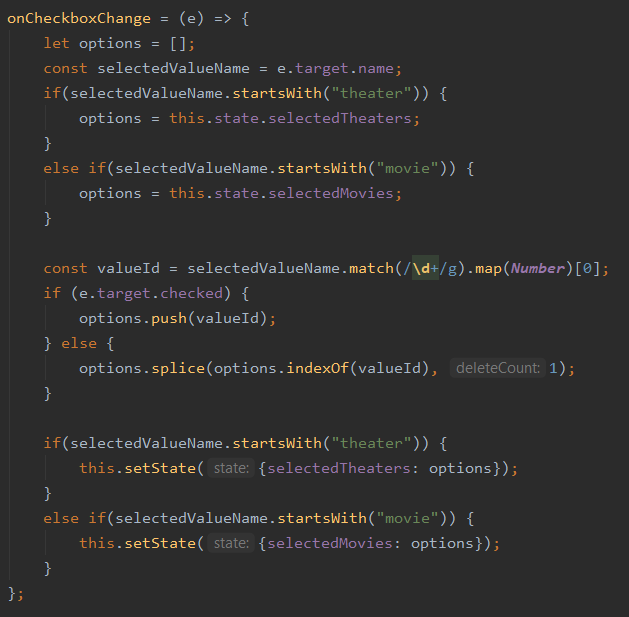 onCheckboxChange = (e) => {
    let options = [];
    const selectedValueName = e.target.name;
    if(selectedValueName.startsWith("theater")) {
        options = this.state.selectedTheaters;
    }
    else if(selectedValueName.startsWith("movie")) {
        options = this.state.selectedMovies;
    }

    const valueId = selectedValueName.match(/\d+/g).map(Number)[0];
    if (e.target.checked) {
        options.push(valueId);
    } else {
        options.splice(options.indexOf(valueId), deleteCount: 1);
    }

    if(selectedValueName.startsWith("theater")) {
        this.setState( state: {selectedTheaters: options});
    }
    else if(selectedValueName.startsWith("movie")) {
        this.setState( state: {selectedMovies: options});
    }
};